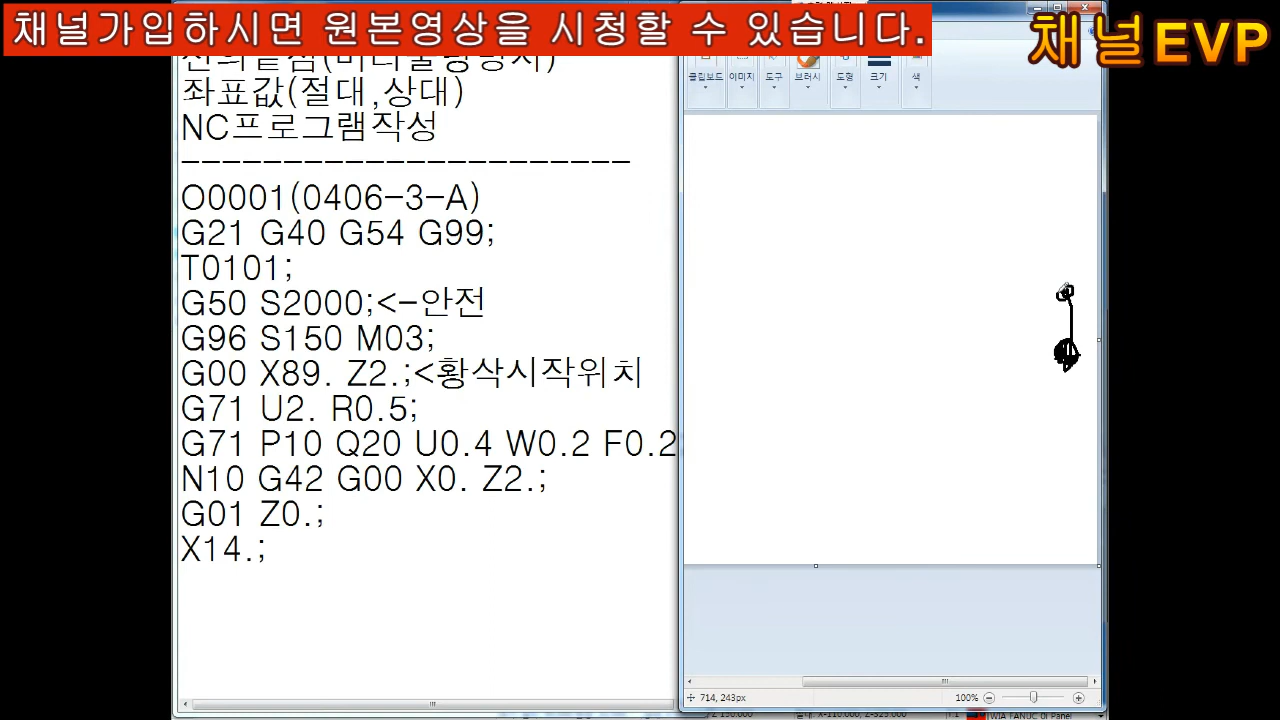 채널가입하시면 원본영상을 시청할 수 있습니다.
채널EVP
좌표값(절대,상대)
NC프로그램작성
----------------------
O0001(0406-3-A)
G21 G40 G54 G99;
T0101;
G50 S2000;<-안전
G96 S150 M03;
G00 X89. Z2.;<황삭시작위치
G71 U2. R0.5;
G71 P10 Q20 U0.4 W0.2 F0.2
N10 G42 G00 X0. Z2.;
G01 Z0.;
X14.;
클립보드 이미지 도구 브러시 도형 크기 색
714, 243px
100%
WIA FANUC 0i Panel